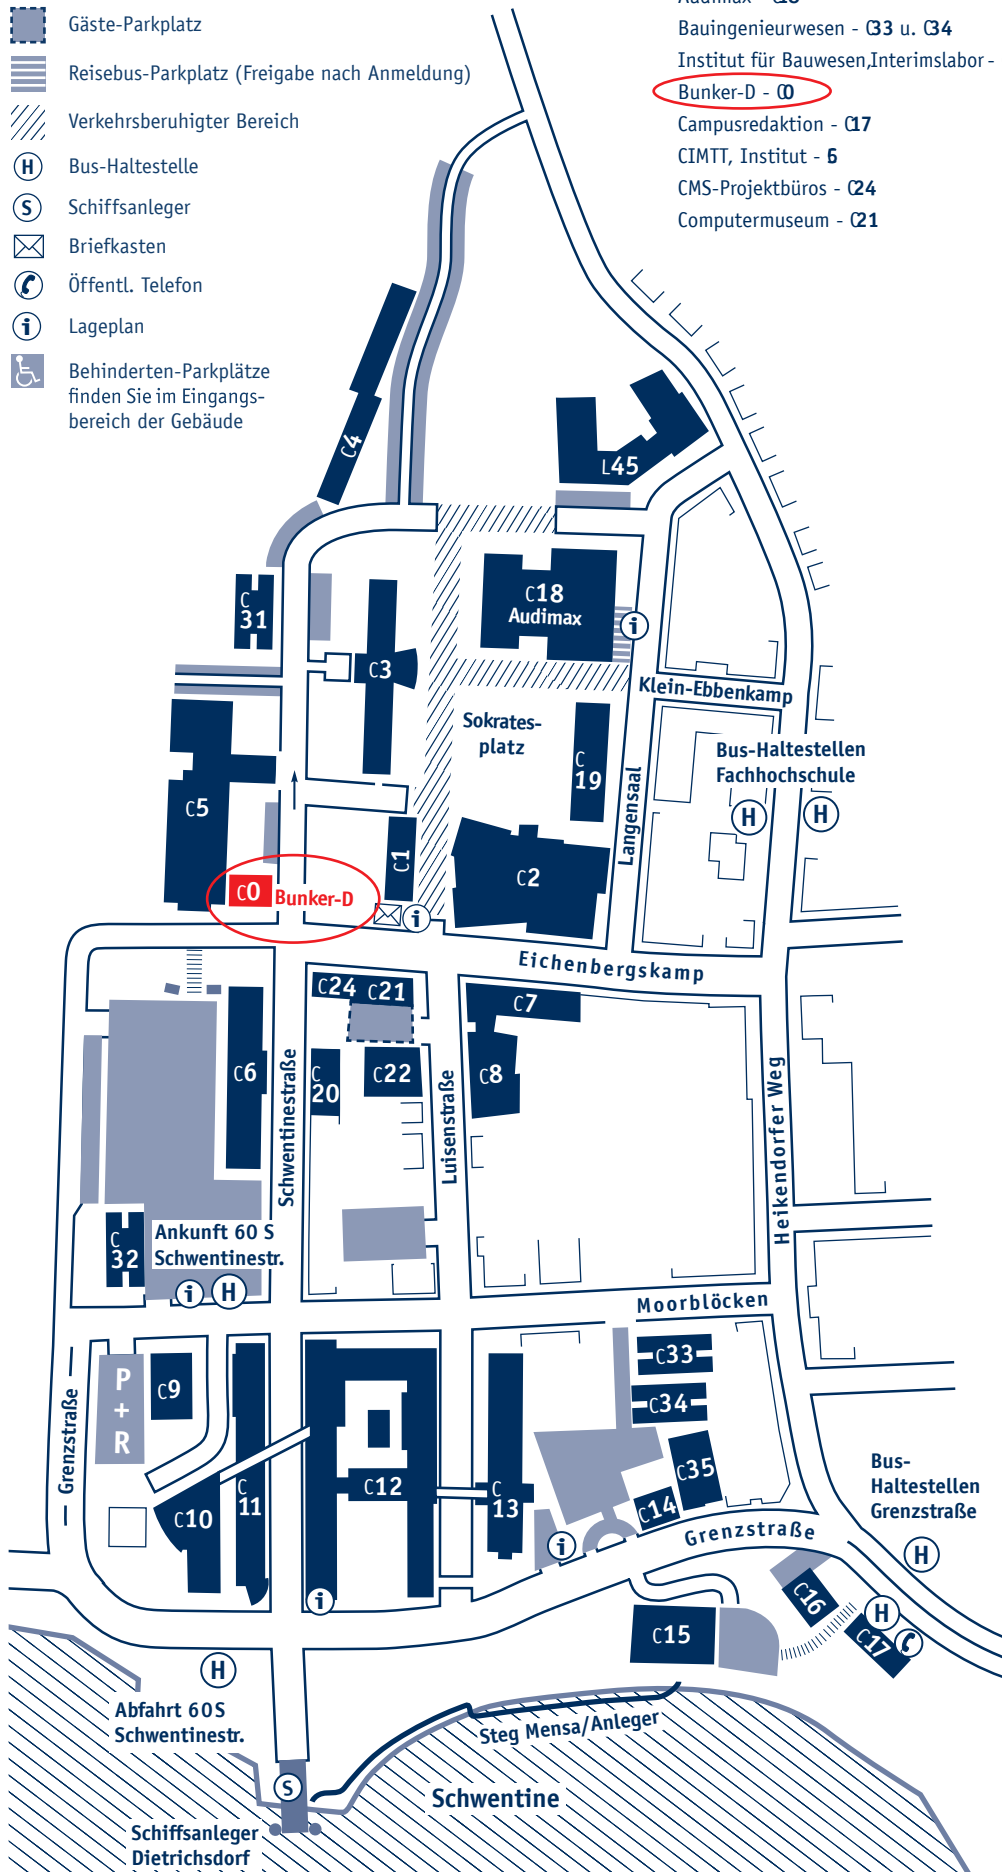 Gäste-Parkplatz
Reisebus-Parkplatz (Freigabe nach Anmeldung)
Verkehrsberuhigter Bereich
H Bus-Haltestelle
S Schiffsanleger
Briefkasten
Öffentl. Telefon
i Lageplan
Behinderten-Parkplätze
finden Sie im Eingangs-
bereich der Gebäude
Bauingenieurwesen - C33 u. C34
Institut für Bauwesen,Interimslabor -
Bunker-D - C0
Campusredaktion - C17
CIMTT, Institut - 6
CMS-Projektbüros - C24
Computermuseum - C21
C4
L45
C18
Audimax
i
C
31
C3
Klein-Ebbenkamp
Sokrates-
platz
C
19
Langensaal
Bus-Haltestellen
Fachhochschule
H
H
C5
C1
C2
C0 Bunker-D
i
Eichenbergskamp
C24 C21
C7
C6
C
20
C22
C8
Schwentinestraße
Luisenstraße
Heikendorfer Weg
C
32
Ankunft 60 S
Schwentinestr.
i
H
Moorblöcken
C33
C34
P
+
R
C9
Grenzstraße
C10
C
11
C12
C
13
C35
C14
i
Grenzstraße
Bus-
Haltestellen
Grenzstraße
H
i
C15
C16
H
C17
H
Abfahrt 60S
Schwentinestr.
Steg Mensa/Anleger
S
Schwentine
Schiffsanleger
Dietrichsdorf